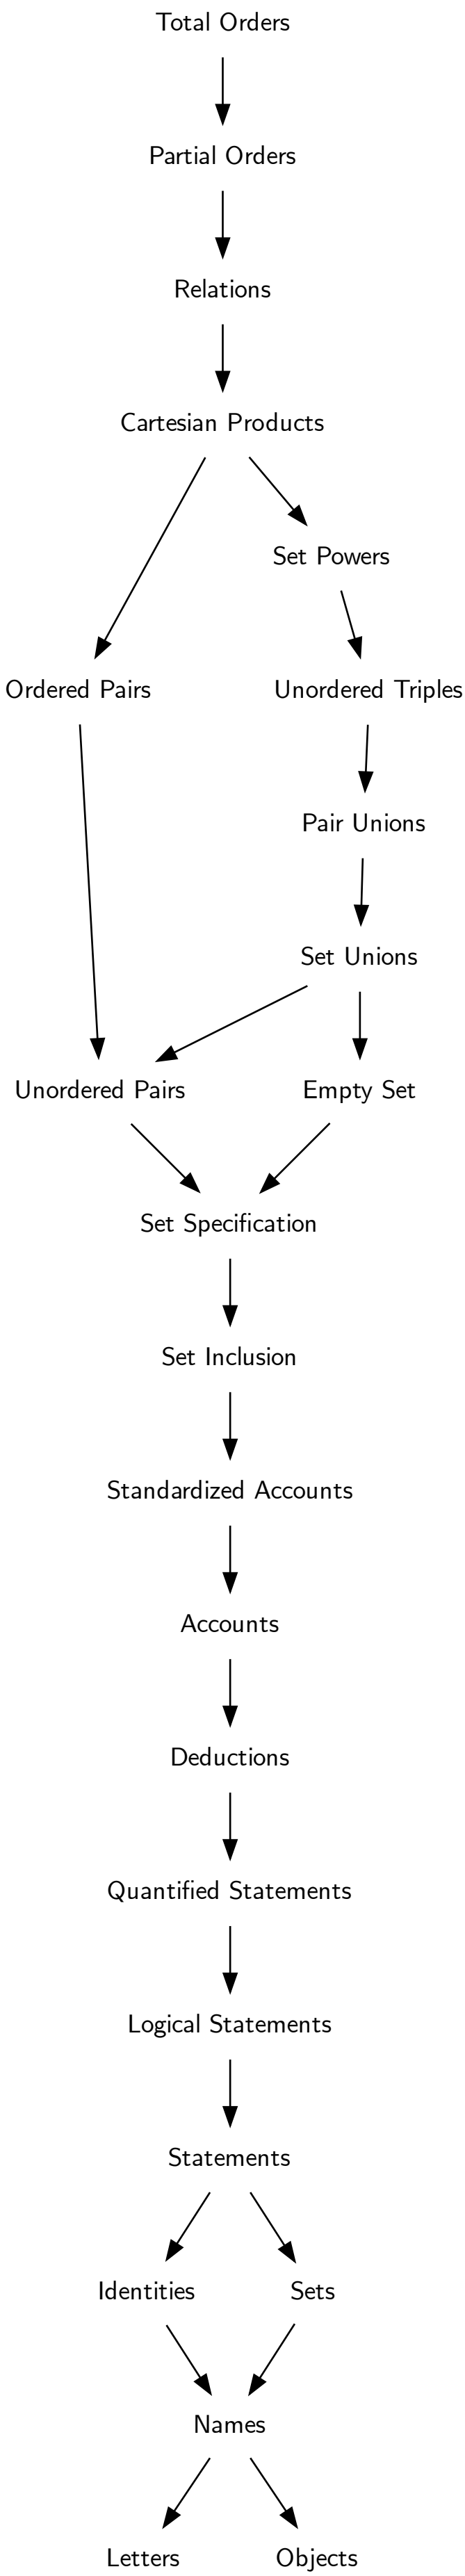 Total Orders
Partial Orders
Relations
Cartesian Products
Set Powers
Ordered Pairs
Unordered Triples
Pair Unions
Set Unions
Unordered Pairs
Empty Set
Set Specification
Set Inclusion
Standardized Accounts
Accounts
Deductions
Quantified Statements
Logical Statements
Statements
Identities
Sets
Names
Letters
Objects